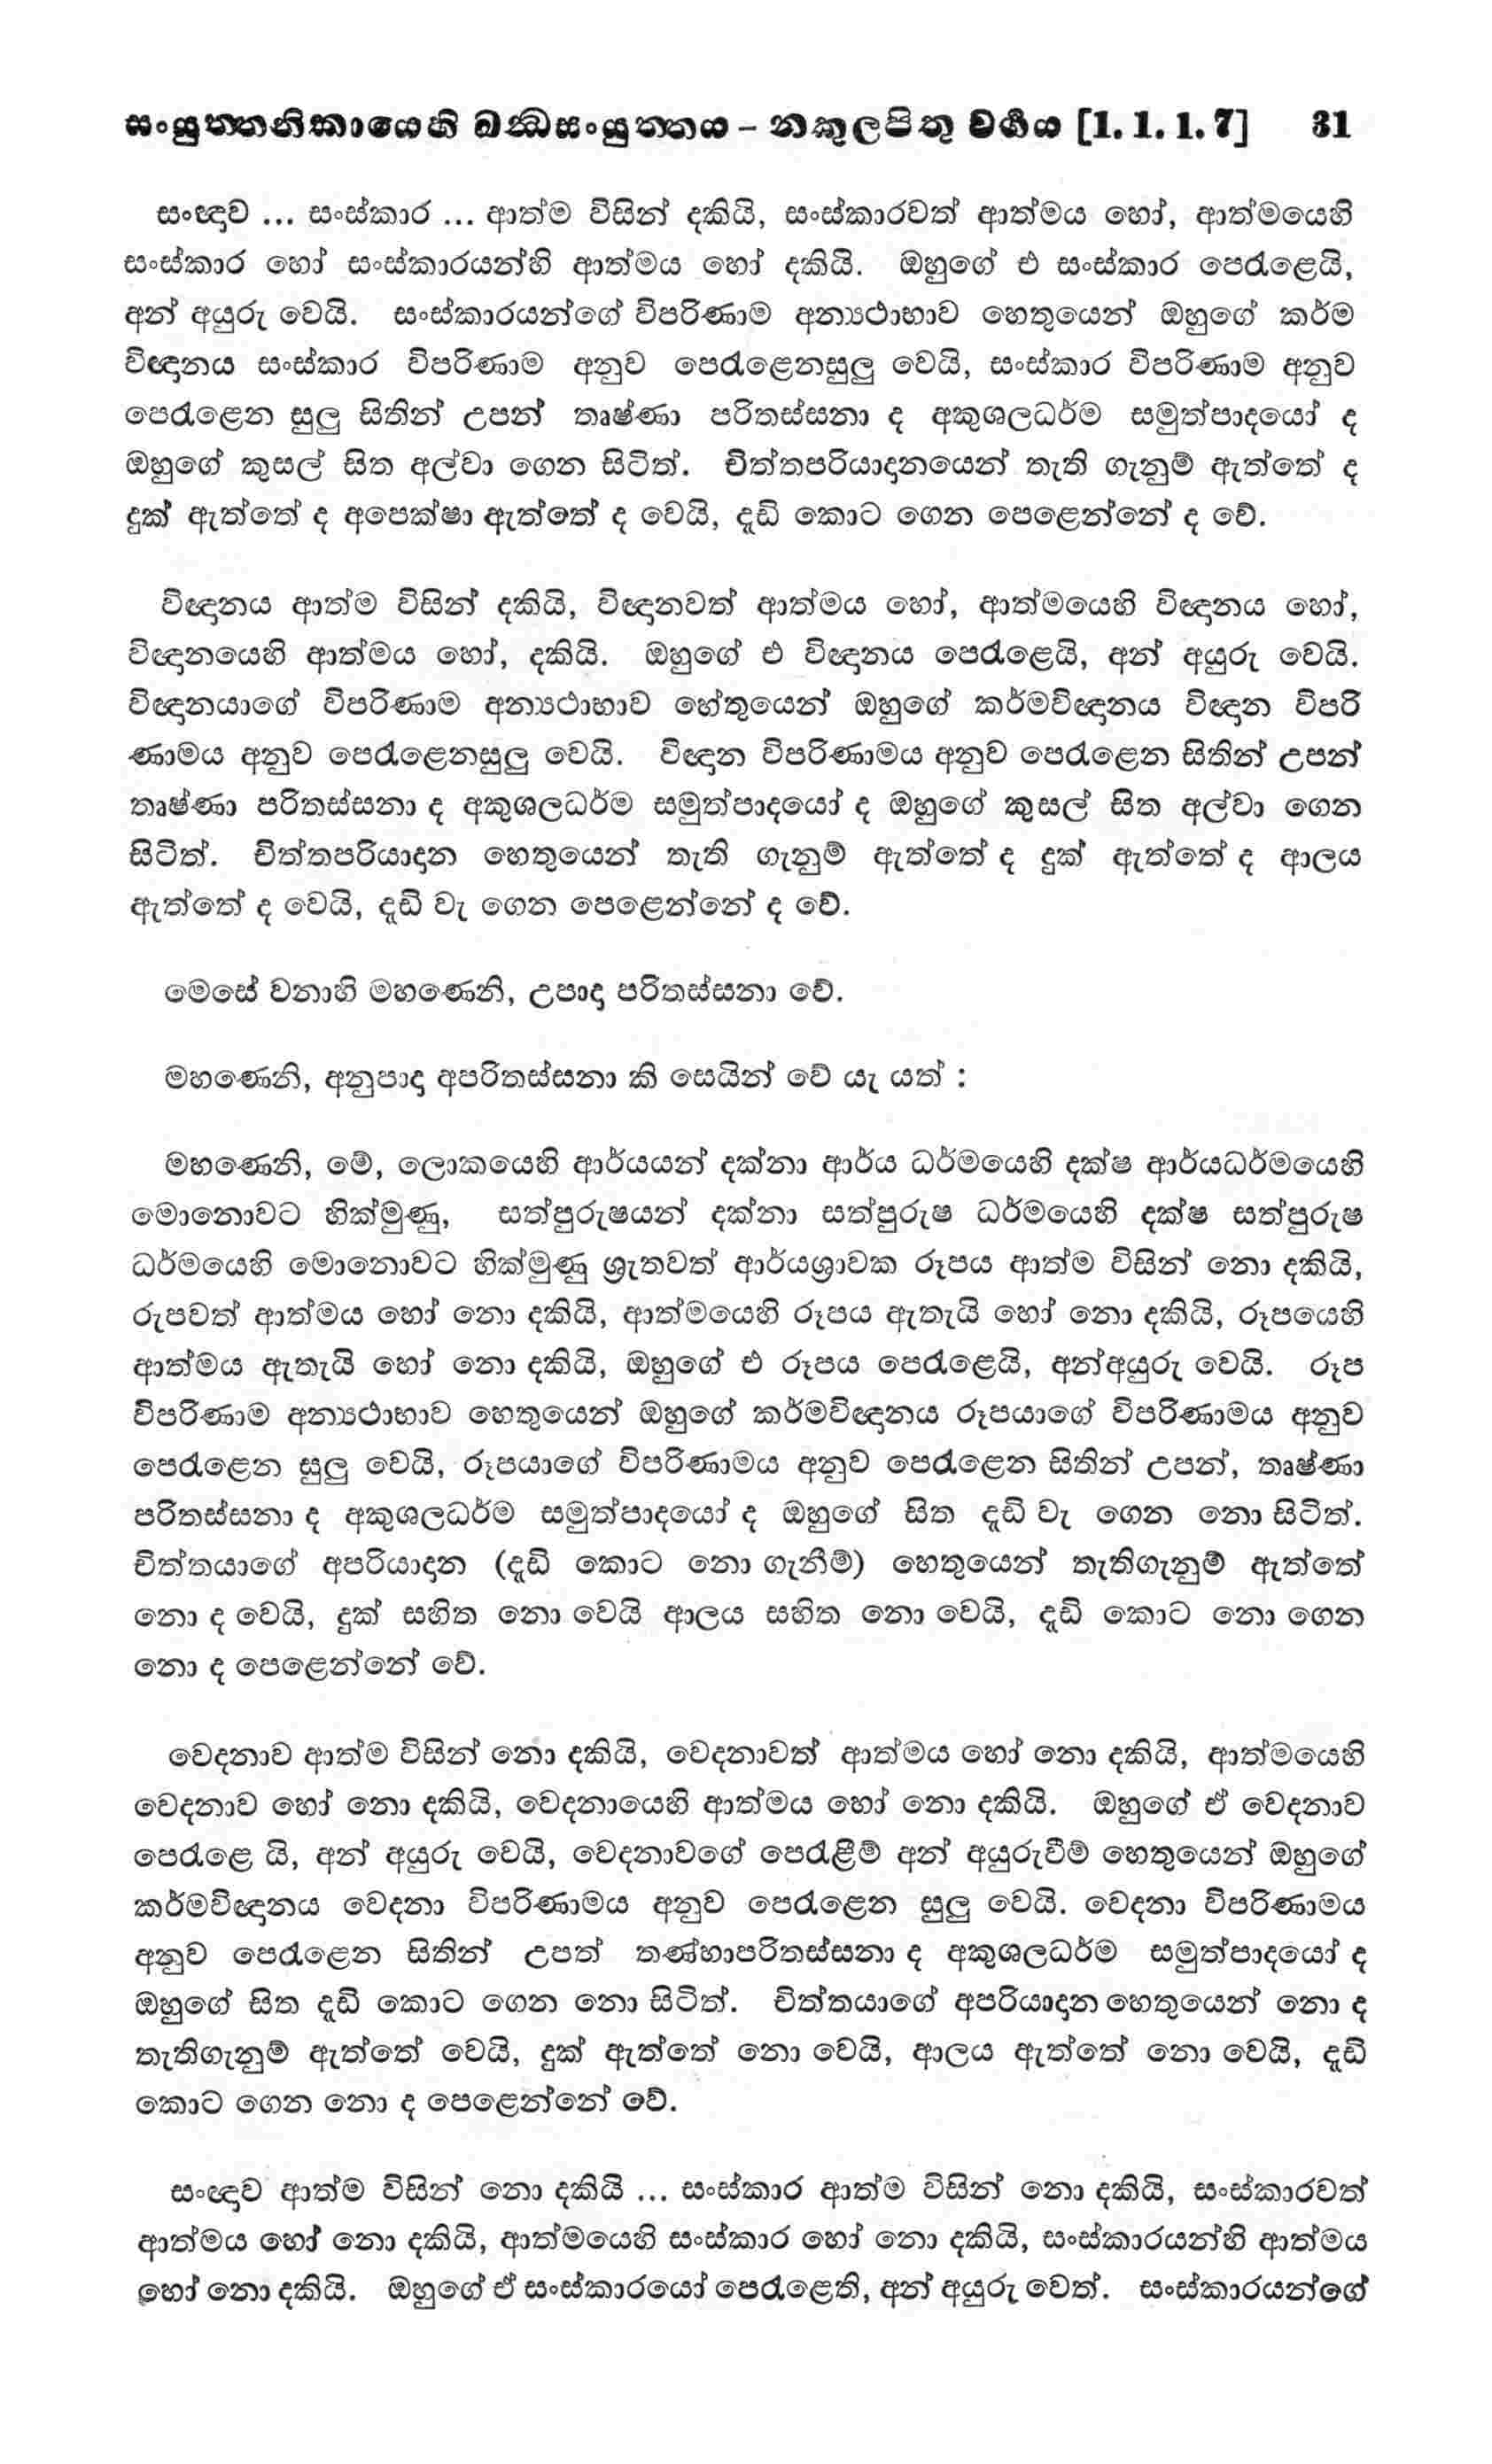 සංයුත්තනිකායෙහි ඛන්ධසංයුත්තය – නකුලපිතු වර්ගය [1. 1. 1. 7] 31
සංඥාව ... සංස්කාර ... ආත්ම විසින් දකියි, සංස්කාරවත් ආත්මය හෝ, ආත්මයෙහි
සංස්කාර හෝ සංස්කාරයන්හි ආත්මය හෝ දකියි. ඔහුගේ එ සංස්කාර පෙරැළෙයි,
අන් අයුරු වෙයි. සංස්කාරයන්ගේ විපරිණාම අන්‍යථාභාව හෙතුයෙන් ඔහුගේ කර්ම
විඥානය සංස්කාර විපරිණාම අනුව පෙරැළෙනසුලු වෙයි, සංස්කාර විපරිණාම අනුව
පෙරැළෙන සුලු සිතින් උපන් තෘෂ්ණා පරිතස්සනා ද අකුශලධර්ම සමුත්පාදයෝ ද
ඔහුගේ කුසල් සිත අල්වා ගෙන සිටිත්. චිත්තපරියාදානයෙන් තැති ගැනුම් ඇත්තේ ද
දුක් ඇත්තේ ද අපෙක්ෂා ඇත්තේ ද වෙයි, දැඩි කොට ගෙන පෙළෙන්නේ ද වේ.
විඥානය ආත්ම විසින් දකියි, විඥානවත් ආත්මය හෝ, ආත්මයෙහි විඥානය හෝ,
විඥානයෙහි ආත්මය හෝ, දකියි. ඔහුගේ එ විඥානය පෙරැළෙයි, අන් අයුරු වෙයි.
විඥානයාගේ විපරිණාම අන්‍යථාභාව හේතුයෙන් ඔහුගේ කර්මවිඥානය විඥාන විපරි
ණාමය අනුව පෙරැළෙනසුලු වෙයි. විඥාන විපරිණාමය අනුව පෙරැළෙන සිතින් උපන්
තෘෂ්ණා පරිතස්සනා ද අකුශලධර්ම සමුත්පාදයෝ ද ඔහුගේ කුසල් සිත අල්වා ගෙන
සිටිත්. චිත්තපරියාදාන හෙතුයෙන් තැති ගැනුම් ඇත්තේ ද දුක් ඇත්තේ ද ආලය
ඇත්තේ ද වෙයි, දැඩි වැ ගෙන පෙළෙන්නේ ද වේ.
මෙසේ වනාහි මහණෙනි, උපාදා පරිතස්සනා වේ.
මහණෙනි, අනුපාදා අපරිතස්සනා කි සෙයින් වේ යැ යත් :
මහණෙනි, මේ, ලොකයෙහි ආර්යයන් දක්නා ආර්ය ධර්මයෙහි දක්ෂ ආර්යධර්මයෙහි
මොනොවට හික්මුණු, සත්පුරුෂයන් දක්නා සත්පුරුෂ ධර්මයෙහි දක්ෂ සත්පුරුෂ
ධර්මයෙහි මොනොවට හික්මුණු ශ්‍රැතවත් ආර්යශ්‍රාවක රූපය ආත්ම විසින් නො දකියි,
රුපවත් ආත්මය හෝ නො දකියි, ආත්මයෙහි රූපය ඇතැයි හෝ නො දකියි, රූපයෙහි
ආත්මය ඇතැයි හෝ නො දකියි, ඔහුගේ එ රූපය පෙරැළෙයි, අන්අයුරු වෙයි. රූප
විපරිණාම අන්‍යථාභාව හෙතුයෙන් ඔහුගේ කර්මවිඥානය රූපයාගේ විපරිණාමය අනුව
පෙරැළෙන සුලු වෙයි, රූපයාගේ විපරිණාමය අනුව පෙරැළෙන සිතින් උපන්, තෘෂ්ණා
පරිතස්සනා ද අකුශලධර්ම සමුත්පාදයෝ ද ඔහුගේ සිත දැඩි වැ ගෙන නො සිටිත්.
චිත්තයාගේ අපරියාදාන (දැඩි කොට නො ගැනීම්) හෙතුයෙන් තැතිගැනුම් ඇත්තේ
නො ද වෙයි, දුක් සහිත නො වෙයි ආලය සහිත නො වෙයි, දැඩි කොට නො ගෙන
නො ද පෙළෙන්නේ වේ.
වෙදනාව ආත්ම විසින් නො දකියි, වෙදනාවත් ආත්මය හෝ නො දකියි, ආත්මයෙහි
වෙදනාව හෝ නො දකියි, වෙදනායෙහි ආත්මය හෝ නො දකියි. ඔහුගේ ඒ වෙදනාව
පෙරැළෙ යි, අන් අයුරු වෙයි, වෙදනාවගේ පෙරැළීම් අන් අයුරුවීම් හෙතුයෙන් ඔහුගේ
කර්මවිඥානය වෙදනා විපරිණාමය අනුව පෙරැළෙන සුලු වෙයි. වෙදනා විපරිණාමය
අනුව පෙරැළෙන සිතින් උපත් තණ්හාපරිතස්සනා ද අකුශලධර්ම සමුත්පාදයෝ ද
ඔහුගේ සිත දැඩි කොට ගෙන නො සිටිත්. චිත්තයාගේ අපරියාදාන හෙතුයෙන් නො ද
තැතිගැනුම් ඇත්තේ වෙයි, දුක් ඇත්තේ නො වෙයි, ආලය ඇත්තේ නො වෙයි, දැඩි
කොට ගෙන නො ද පෙළෙන්නේ වේ.
සංඥාව ආත්ම විසින් නො දකියි ... සංස්කාර ආත්ම විසින් නො දකියි, සංස්කාරවත්
ආත්මය හෝ නො දකියි, ආත්මයෙහි සංස්කාර හෝ නො දකියි, සංස්කාරයන්හි ආත්මය
හෝ නො දකියි. ඔහුගේ ඒ සංස්කාරයෝ පෙරැළෙති, අන් අයුරු වෙත්. සංස්කාරයන්ගේ